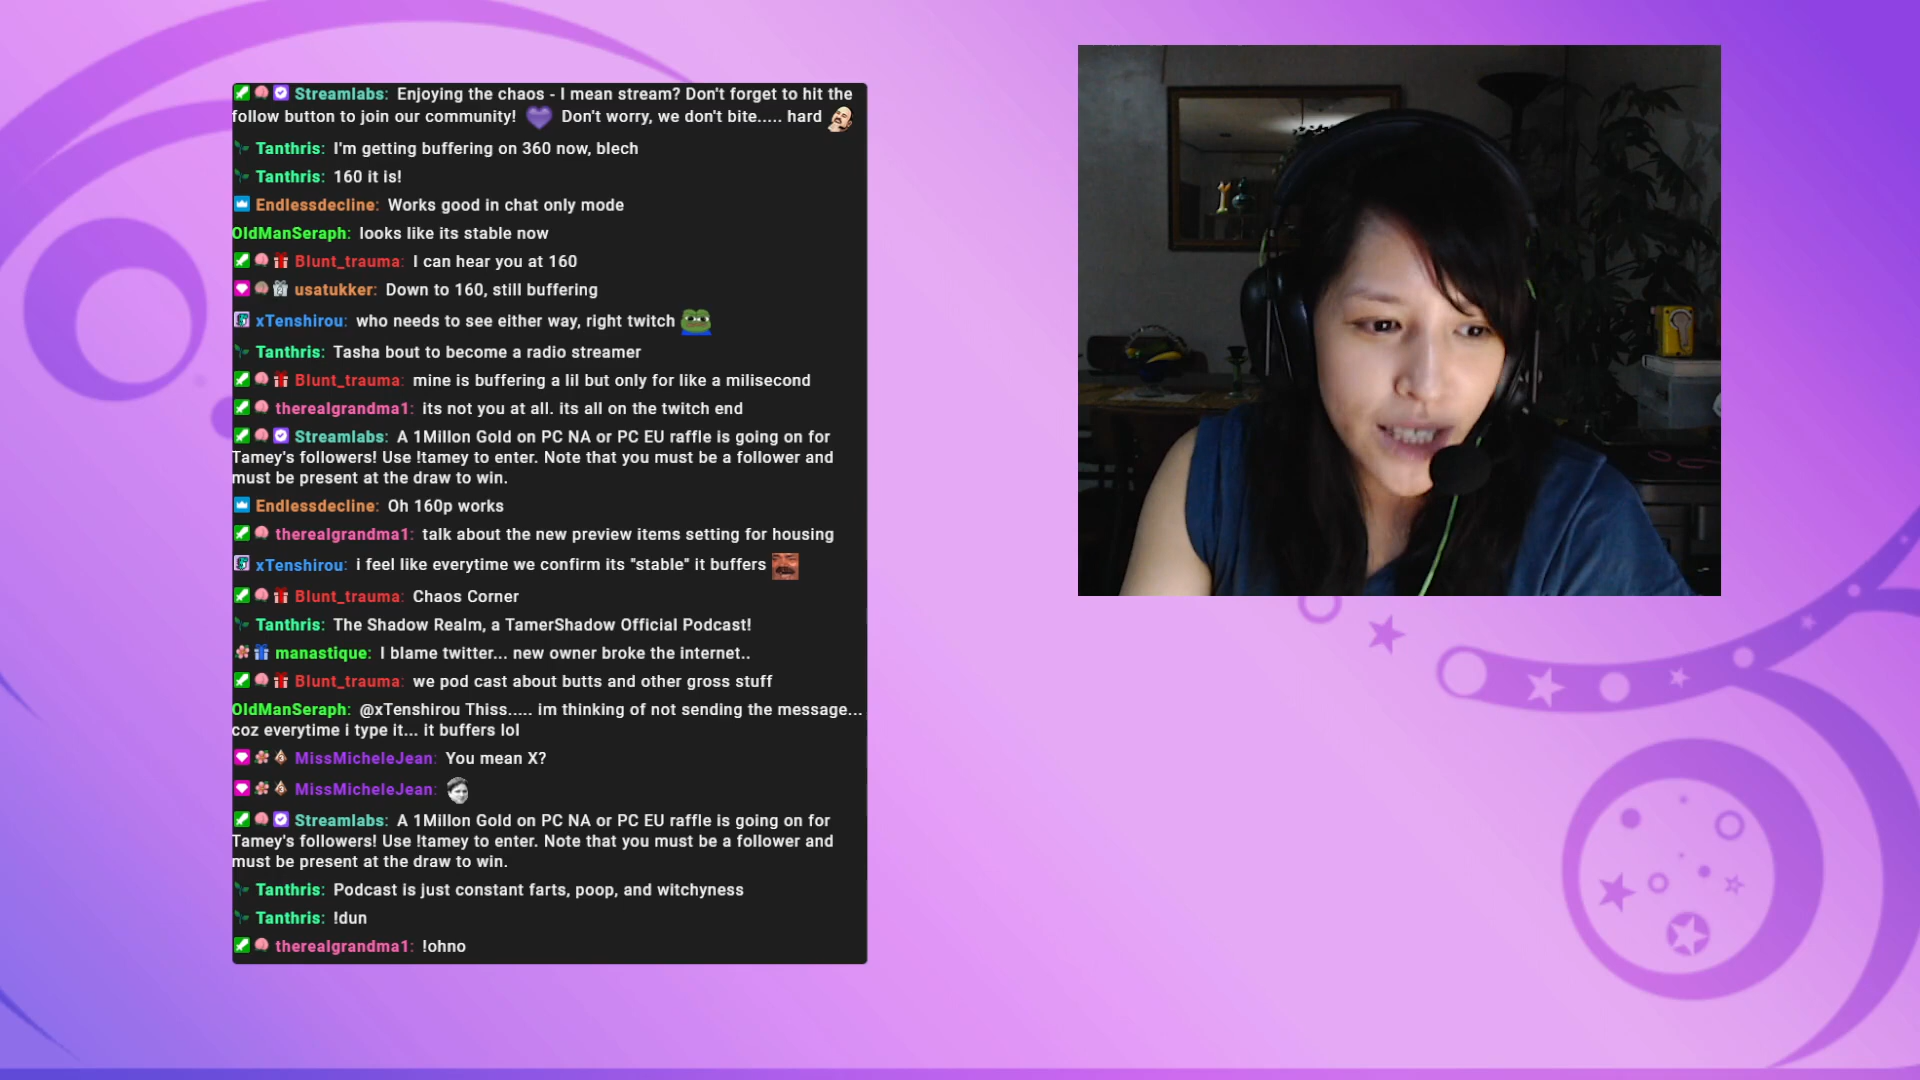 Streamlabs: Enjoying the chaos - I mean stream? Don't forget to hit the
follow button to join our community! Don't worry, we don't bite..... hard
Tanthris: I'm getting buffering on 360 now, blech
Tanthris: 160 it is!
Endlessdecline: Works good in chat only mode
OldManSeraph: looks like its stable now
Blunt_trauma: I can hear you at 160
usatukker: Down to 160, still buffering
xTenshirou: who needs to see either way, right twitch
Tanthris: Tasha bout to become a radio streamer
Blunt_trauma: mine is buffering a lil but only for like a milisecond
therealgrandma1: its not you at all. its all on the twitch end
Streamlabs: A 1Millon Gold on PC NA or PC EU raffle is going on for
Tamey's followers! Use !tamey to enter. Note that you must be a follower and
must be present at the draw to win.
Endlessdecline: Oh 160p works
therealgrandma1: talk about the new preview items setting for housing
xTenshirou: i feel like everytime we confirm its "stable" it buffers
Blunt_trauma: Chaos Corner
Tanthris: The Shadow Realm, a TamerShadow Official Podcast!
manastique: I blame twitter... new owner broke the internet..
Blunt_trauma: we pod cast about butts and other gross stuff
OldManSeraph: @xTenshirou Thiss..... im thinking of not sending the message...
coz everytime i type it... it buffers lol
MissMicheleJean: You mean X?
MissMicheleJean:
Streamlabs: A 1Millon Gold on PC NA or PC EU raffle is going on for
Tamey's followers! Use !tamey to enter. Note that you must be a follower and
must be present at the draw to win.
Tanthris: Podcast is just constant farts, poop, and witchyness
Tanthris: !dun
therealgrandma1: !ohno